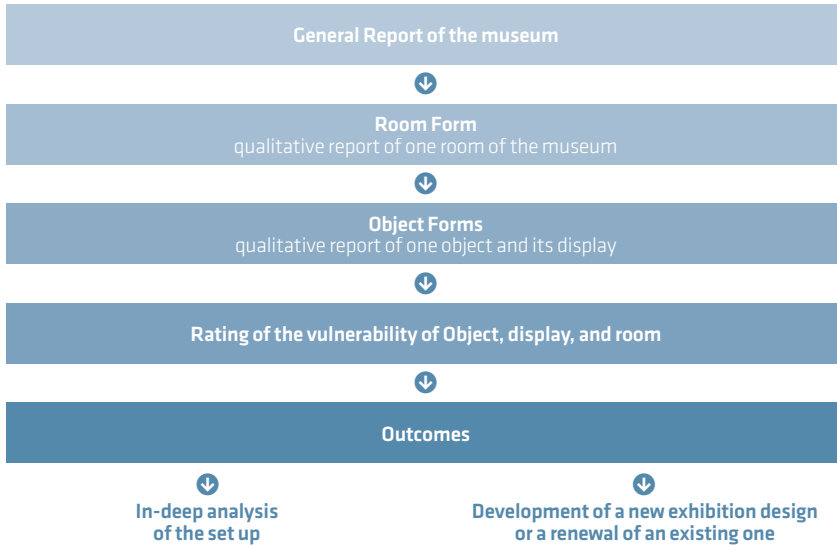 General Report of the museum
Room Form
qualitative report of one room of the museum
Object Forms
qualitative report of one object and its display
Rating of the vulnerability of Object, display, and room
Outcomes
In-deep analysis
of the set up
Development of a new exhibition design
or a renewal of an existing one